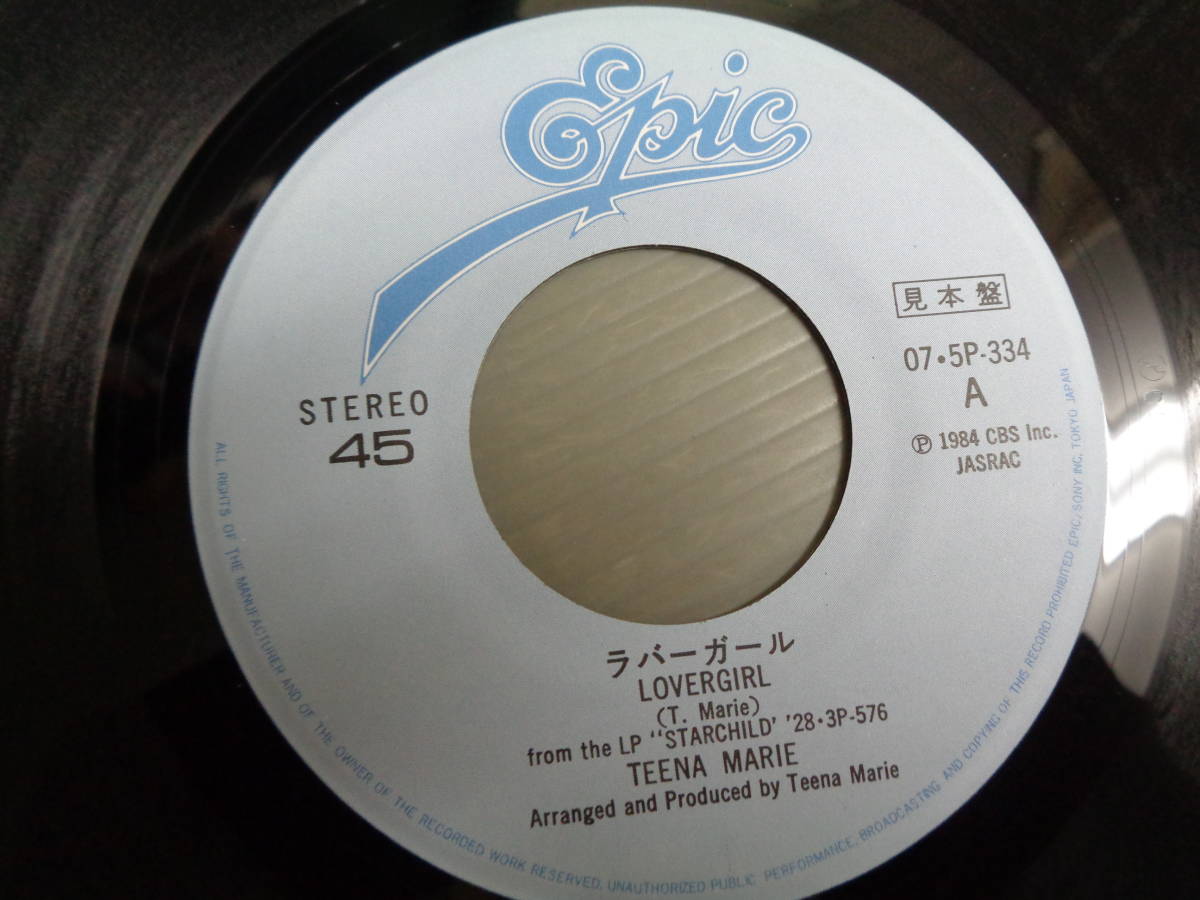 Epic
見本盤
07・5P-334
A
STEREO
45
Ⓟ 1984 CBS Inc.
JASRAC
ラバーガール
LOVERGIRL
(T. Marie)
from the LP "STARCHILD' '28・3P-576
TEENA MARIE
Arranged and Produced by Teena Marie
ALL RIGHTS OF THE MANUFACTURER AND OF THE OWNER OF THE RECORDED WORK RESERVED. UNAUTHORIZED PUBLIC PERFORMANCE, BROADCASTING AND COPYING OF THIS RECORD PROHIBITED EPIC/SONY INC. TOKYO JAPAN